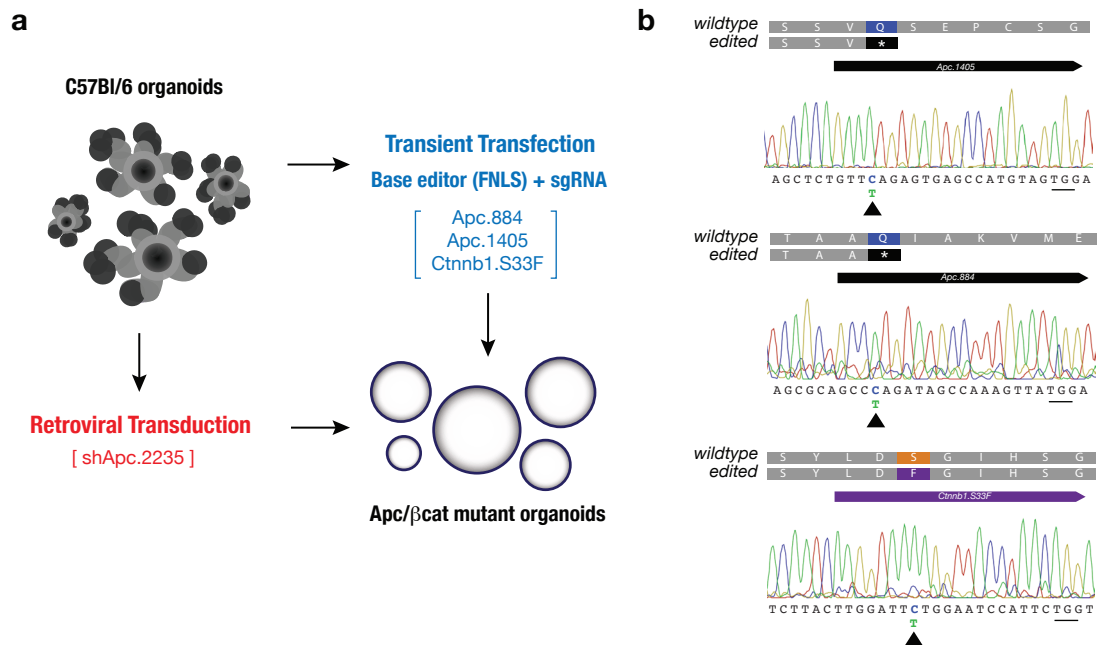 a
C57Bl/6 organoids
Transient Transfection
Base editor (FNLS) + sgRNA
Apc.884
Apc.1405
Ctnnb1.S33F
Retroviral Transduction
[ shApc.2235 ]
Apc/βcat mutant organoids
b
wildtype S S V Q S E P C S G
edited S S V *
Apc.1405
AGCTCTGTTCAGAGTGAGCCATGTAGTGGA
T
wildtype T A A Q I A K V M E
edited T A A *
Apc.884
AGCGCAGCCCAGATAGCCAAAGTTATGGA
T
wildtype S Y L D S G I H S G
edited S Y L D F G I H S G
Ctnnb1.S33F
TCTTACTTGGATTCTGGAATCCATTCTGGT
T